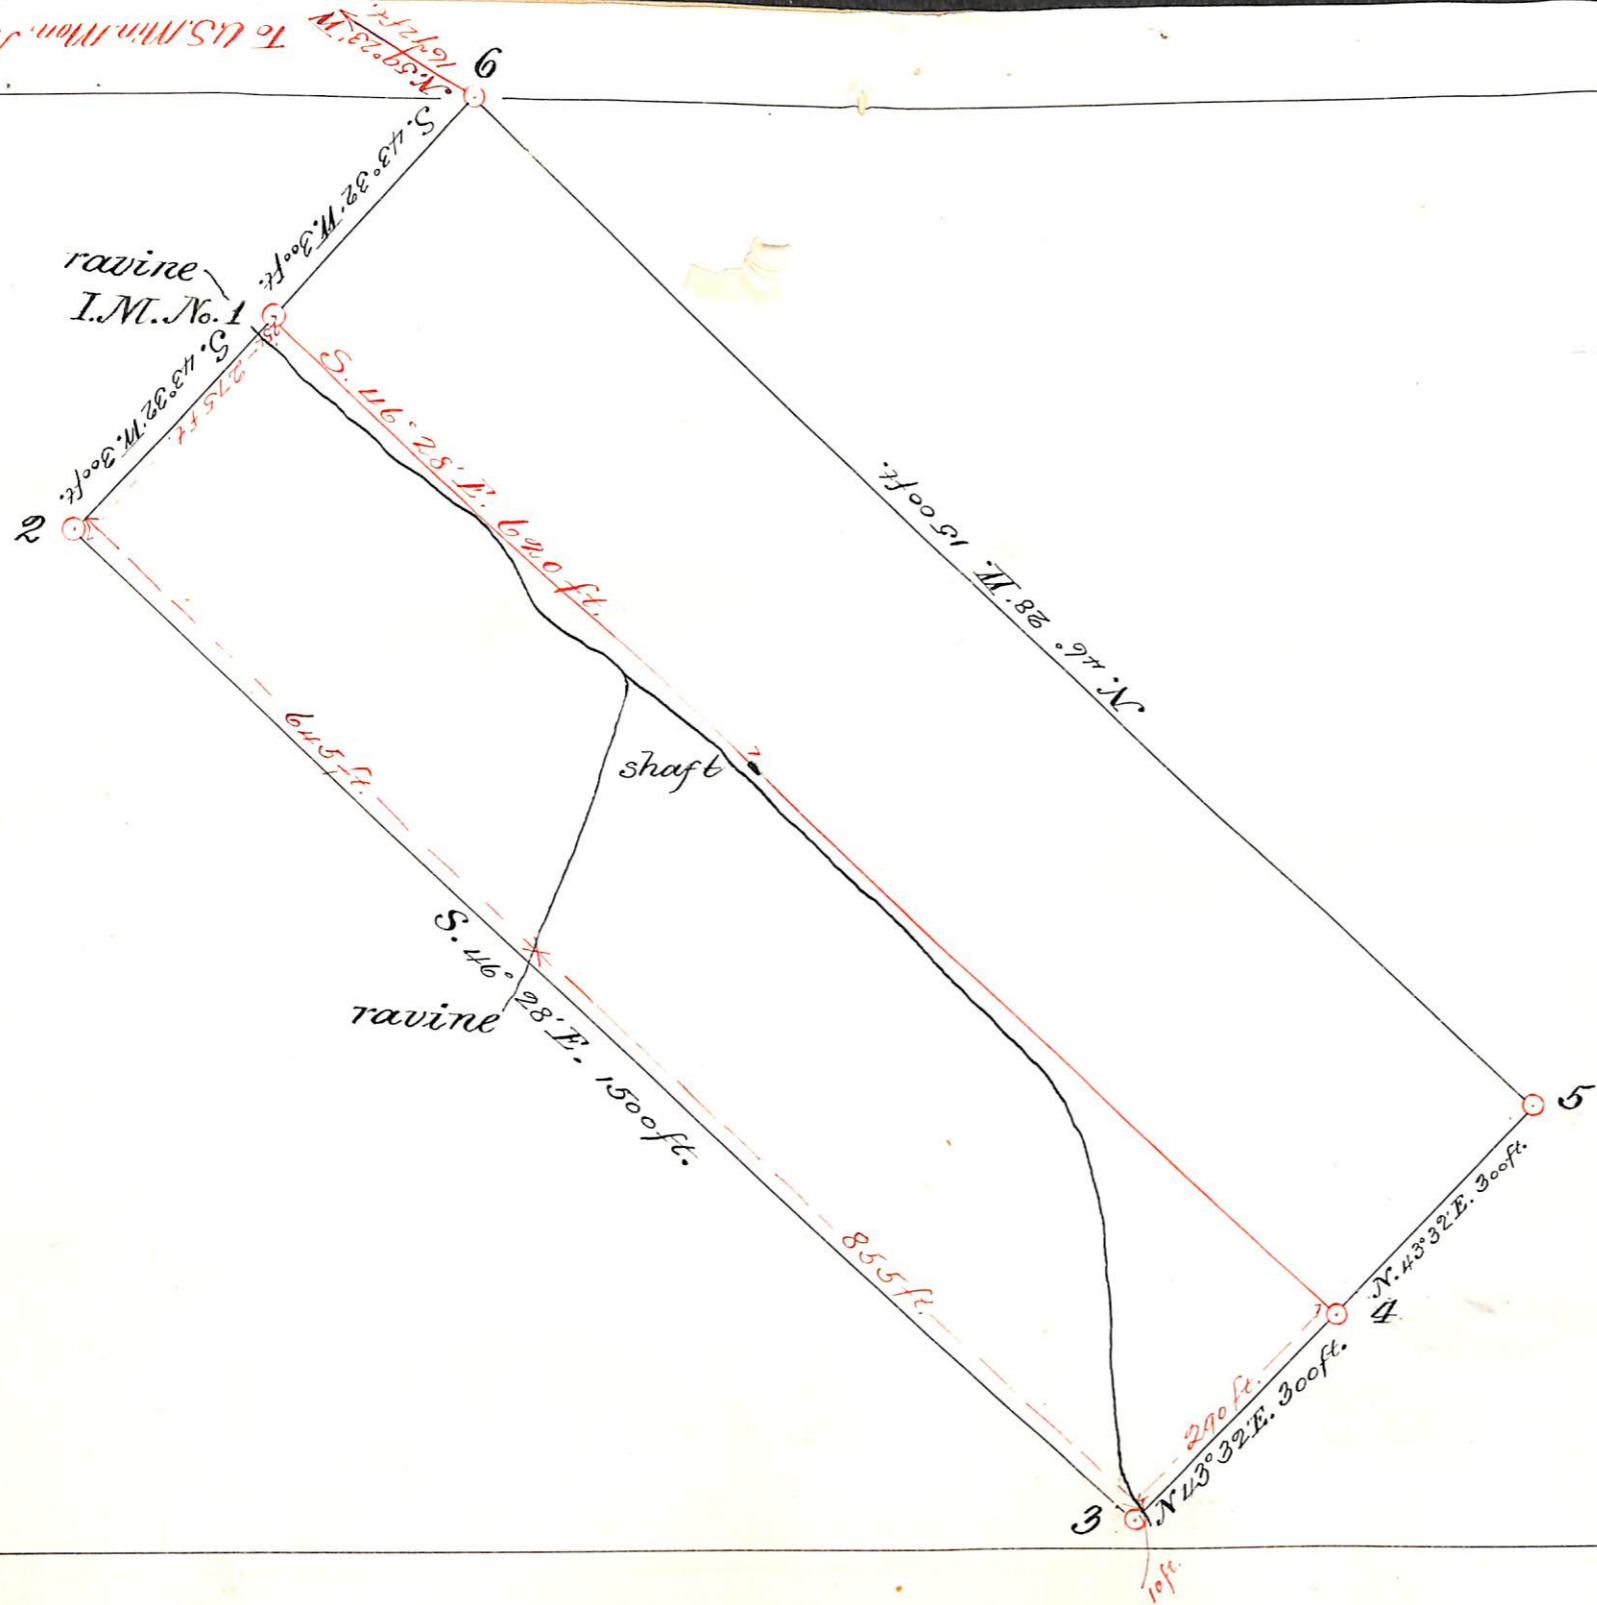 To U.S. Min. Mon.
N. 59° 23' W
1672 ft.
6
S. 43° 32' W. 300 ft.
ravine
I.M. No. 1
25
275 ft.
S. 43° 32' W. 300 ft.
2
S. 46° 28' E. 620 ft.
N. 46° 28' W. 1500 ft.
645 ft.
shaft
S. 46° 28' E. 1500 ft.
ravine
855 ft.
5
N. 43° 32' E. 300 ft.
4
290 ft.
N 43° 32' E. 300 ft.
3
10 ft.